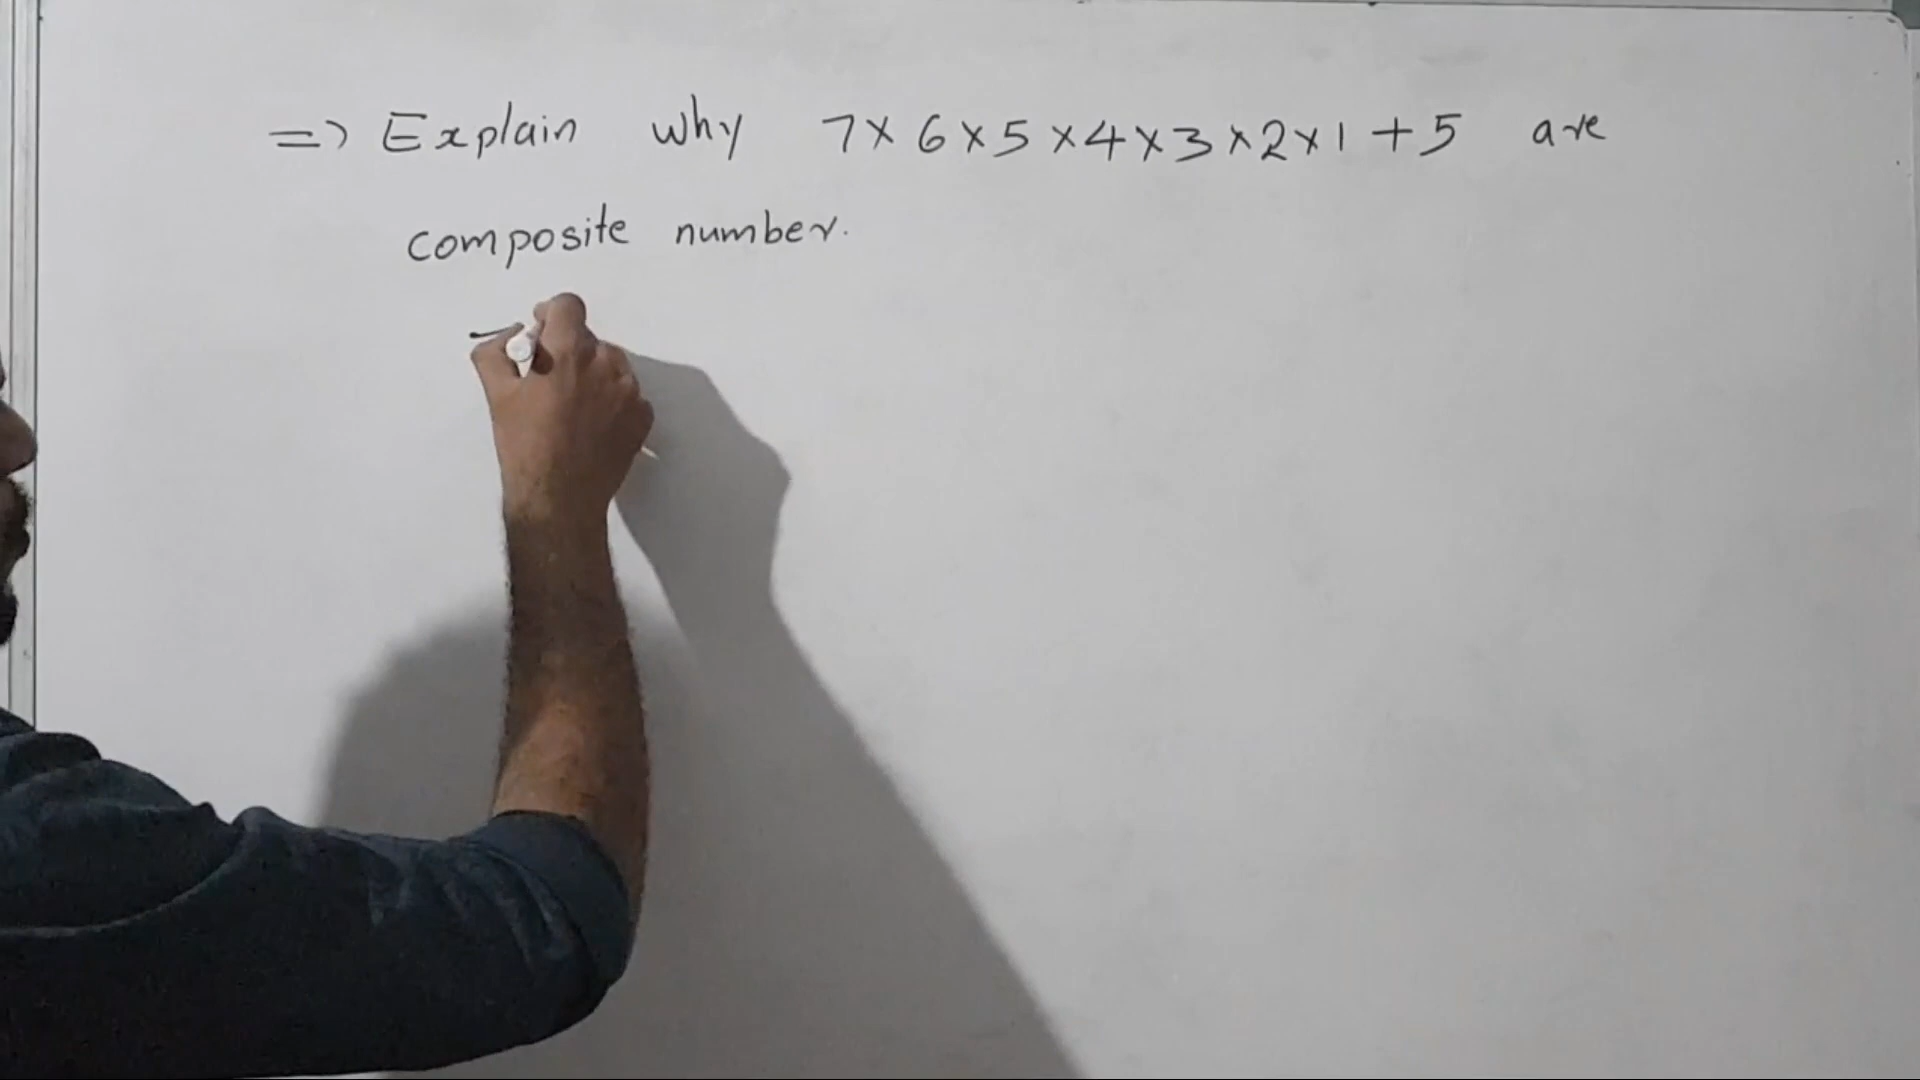 => Explain why 7 × 6 × 5 × 4 × 3 × 2 × 1 + 5 are
composite number.